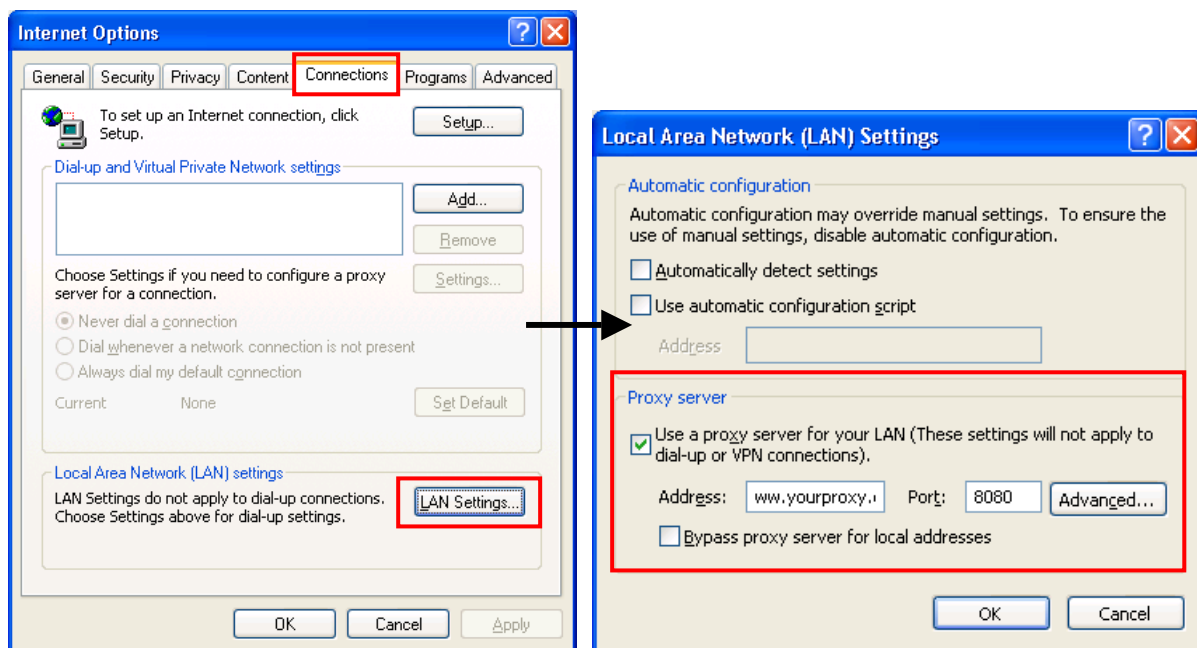 Internet Options
General Security Privacy Content Connections Programs Advanced
To set up an Internet connection, click
Setup.
Setup...
Dial-up and Virtual Private Network settings
Add...
Remove
Choose Settings if you need to configure a proxy
server for a connection.
Settings...
Never dial a connection
Dial whenever a network connection is not present
Always dial my default connection
Current None
Set Default
Local Area Network (LAN) settings
LAN Settings do not apply to dial-up connections.
Choose Settings above for dial-up settings.
LAN Settings...
OK Cancel Apply
Local Area Network (LAN) Settings
Automatic configuration
Automatic configuration may override manual settings. To ensure the
use of manual settings, disable automatic configuration.
Automatically detect settings
Use automatic configuration script
Address
Proxy server
Use a proxy server for your LAN (These settings will not apply to
dial-up or VPN connections).
Address: ww.yourproxy. Port: 8080 Advanced...
Bypass proxy server for local addresses
OK Cancel